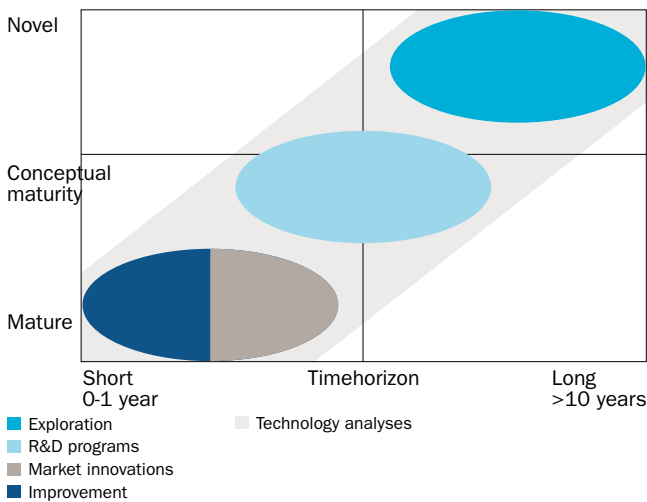 Novel
Conceptual
maturity
Mature
Short
0-1 year
Timehorizon
Long
>10 years
Exploration
Technology analyses
R&D programs
Market innovations
Improvement